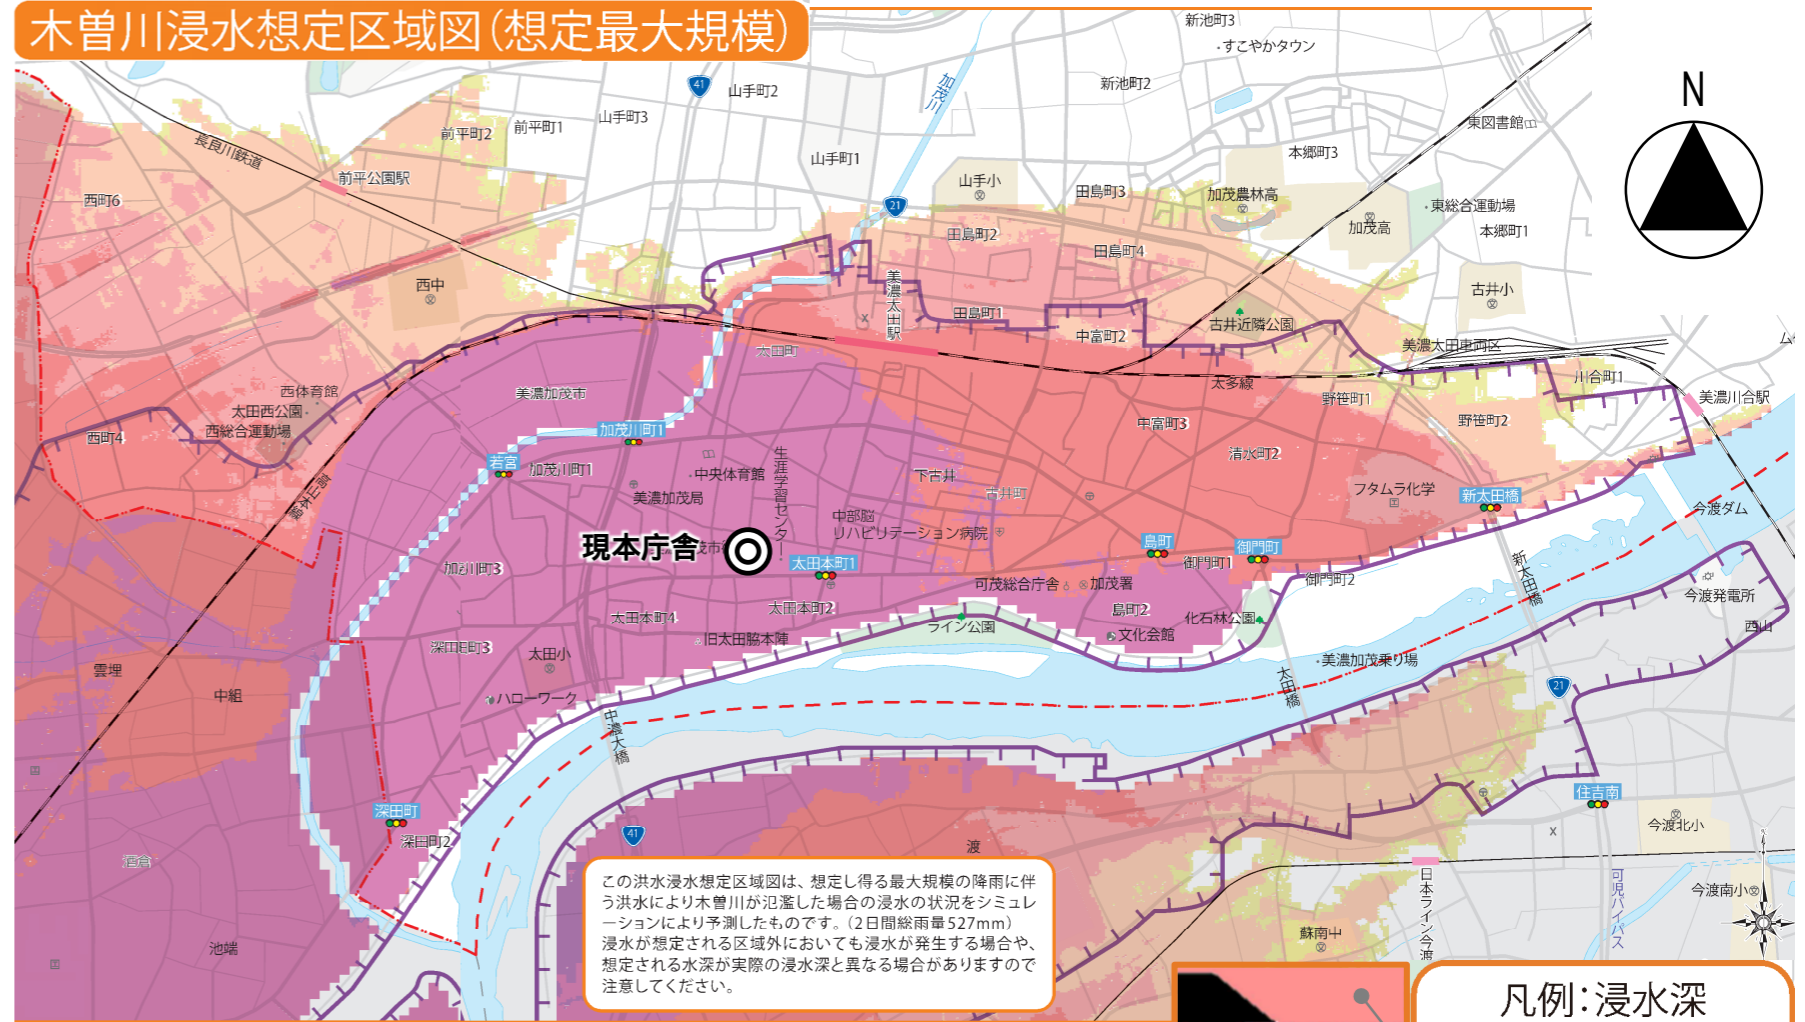 木曽川浸水想定区域図（想定最大規模）
新池町3
すこやかタウン
N
41
山手町2
加茂川
新池町2
前平町2
前平町1
山手町3
東図書館
長良川鉄道
山手町1
本郷町3
前平公園駅
山手小
田島町3
加茂農林高
西町6
21
東総合運動場
加茂高
本郷町1
田島町2
田島町4
西中
美濃太田駅
古井小
田島町1
古井近隣公園
中富町2
美濃太田車両区
太田町
太多線
川合町1
西体育館
美濃加茂市
野笹町1
美濃川合駅
太田西公園
西総合運動場
西町4
加茂川町1
中富町3
野笹町2
若宮
加茂川町1
生涯学習センター
中央体育館
下古井
清水町2
高山本線
美濃加茂局
古井町
フタムラ化学
新太田橋
中部脳
リハビリテーション病院
今渡ダム
現本庁舎
島町
御門町
太田本町1
御門町1
加茂川町3
可茂総合庁舎
加茂署
御門町2
新太田橋
今渡発電所
太田本町4
太田本町2
島町2
化石林公園
西山
ライン公園
文化会館
旧太田脇本陣
深田町3
太田小
美濃加茂乗り場
雲埋
中組
ハローワーク
太田橋
21
中濃大橋
深田町
深田町2
41
住吉南
今渡北小
渡
酒倉
日本ライン今渡
可児バイパス
今渡南小
この洪水浸水想定区域図は、想定し得る最大規模の降雨に伴
う洪水により木曽川が氾濫した場合の浸水の状況をシミュレ
ーションにより予測したものです。（2日間総雨量527mm）
浸水が想定される区域外においても浸水が発生する場合や、
想定される水深が実際の浸水深と異なる場合がありますので
注意してください。
蘇南中
池端
凡例：浸水深